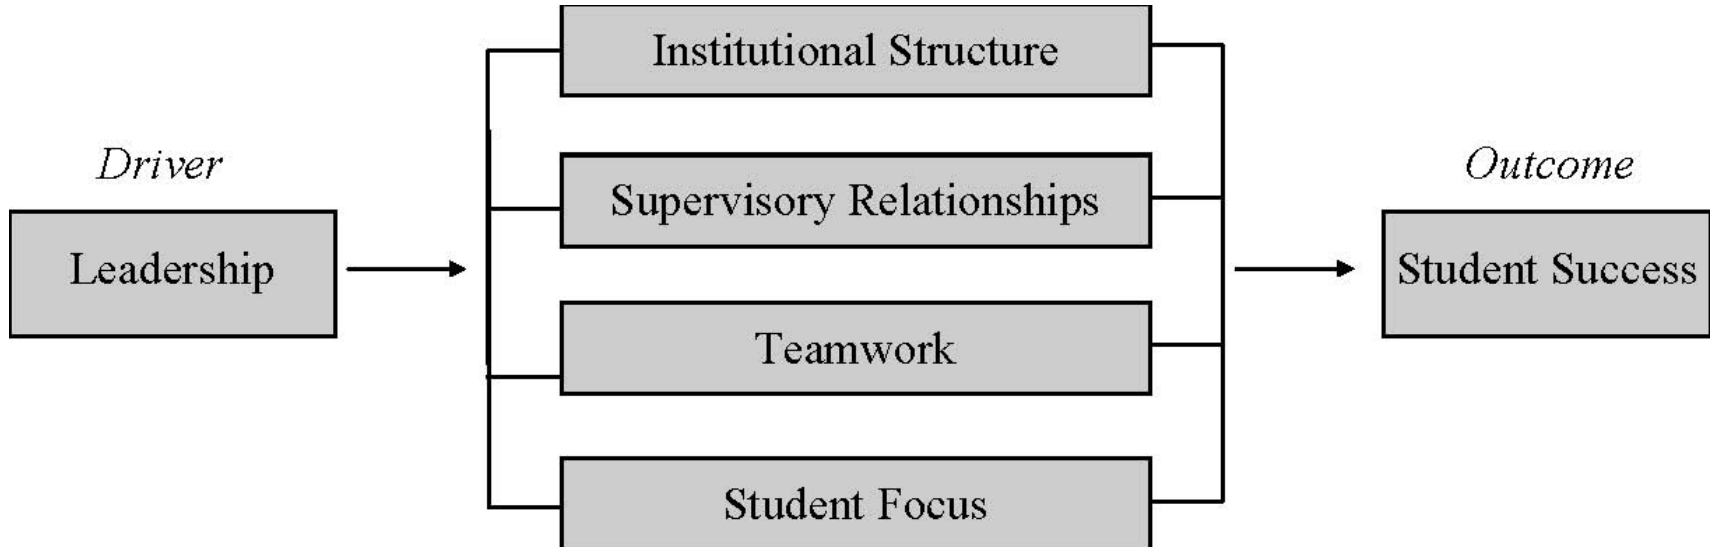 Driver
Leadership
Institutional Structure
Supervisory Relationships
Teamwork
Student Focus
Outcome
Student Success